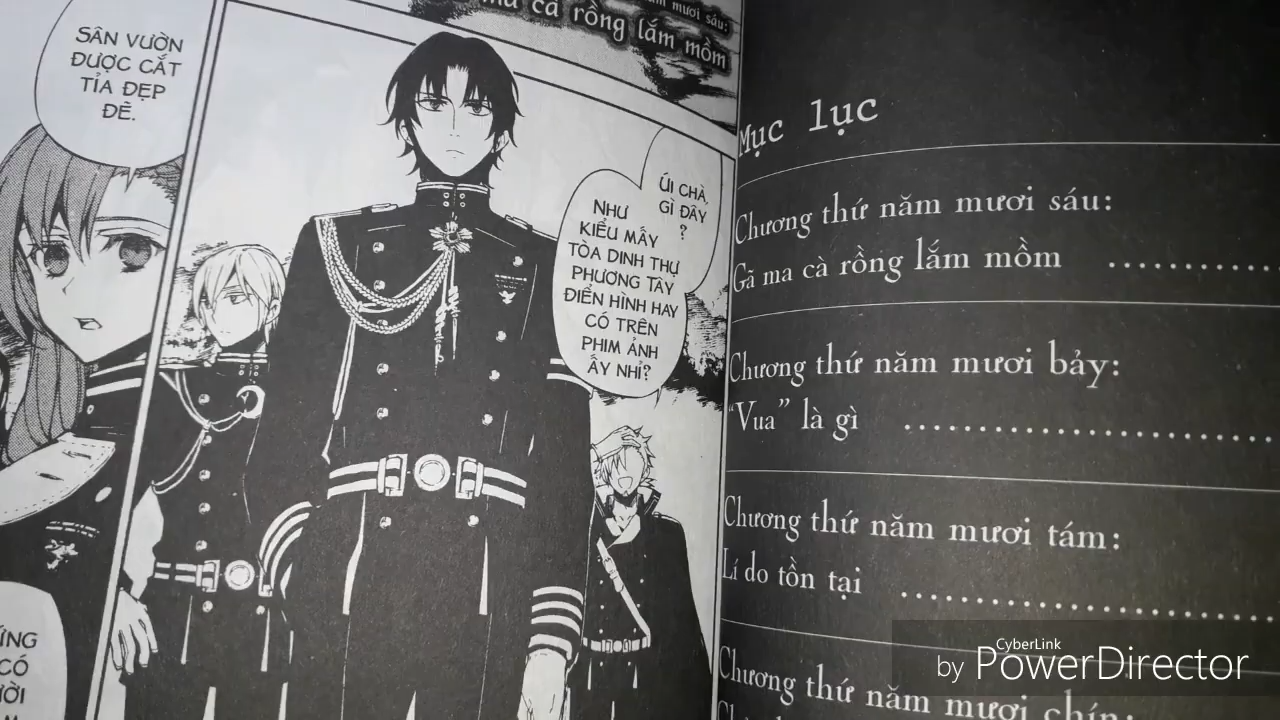 năm mươi sáu:
ma cà rồng lắm mồm
SÂN VƯỜN
ĐƯỢC CẮT
TỈA ĐẸP
ĐẼ.
ÚI CHÀ,
GÌ ĐÂY
?
NHƯ
KIỂU MẤY
TÒA DINH THỰ
PHƯƠNG TÂY
ĐIỂN HÌNH HAY
CÓ TRÊN
PHIM ẢNH
ẤY NHỈ?
CÓ
Mục lục
Chương thứ năm mươi sáu:
Gã ma cà rồng lắm mồm ..............
Chương thứ năm mươi bảy:
“Vua” là gì ..........................
Chương thứ năm mươi tám:
Lí do tồn tại ..........................
Chương thứ năm mươi chín:
CyberLink
by PowerDirector